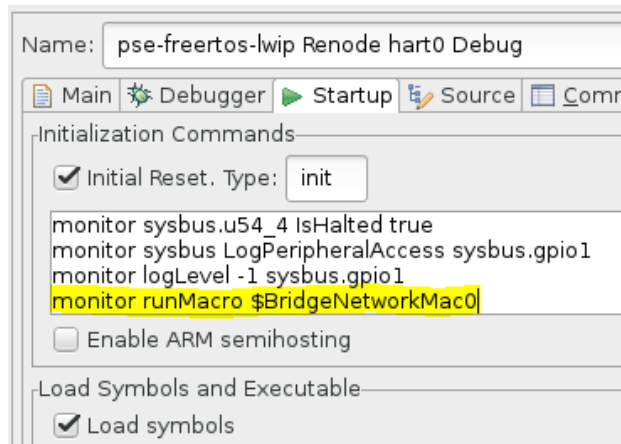 Name: pse-freertos-lwip Renode hart0 Debug
Main Debugger Startup Source Comm
Initialization Commands
Initial Reset. Type: init
monitor sysbus.u54_4 IsHalted true
monitor sysbus LogPeripheralAccess sysbus.gpio1
monitor logLevel -1 sysbus.gpio1
monitor runMacro $BridgeNetworkMac0
Enable ARM semihosting
Load Symbols and Executable
Load symbols